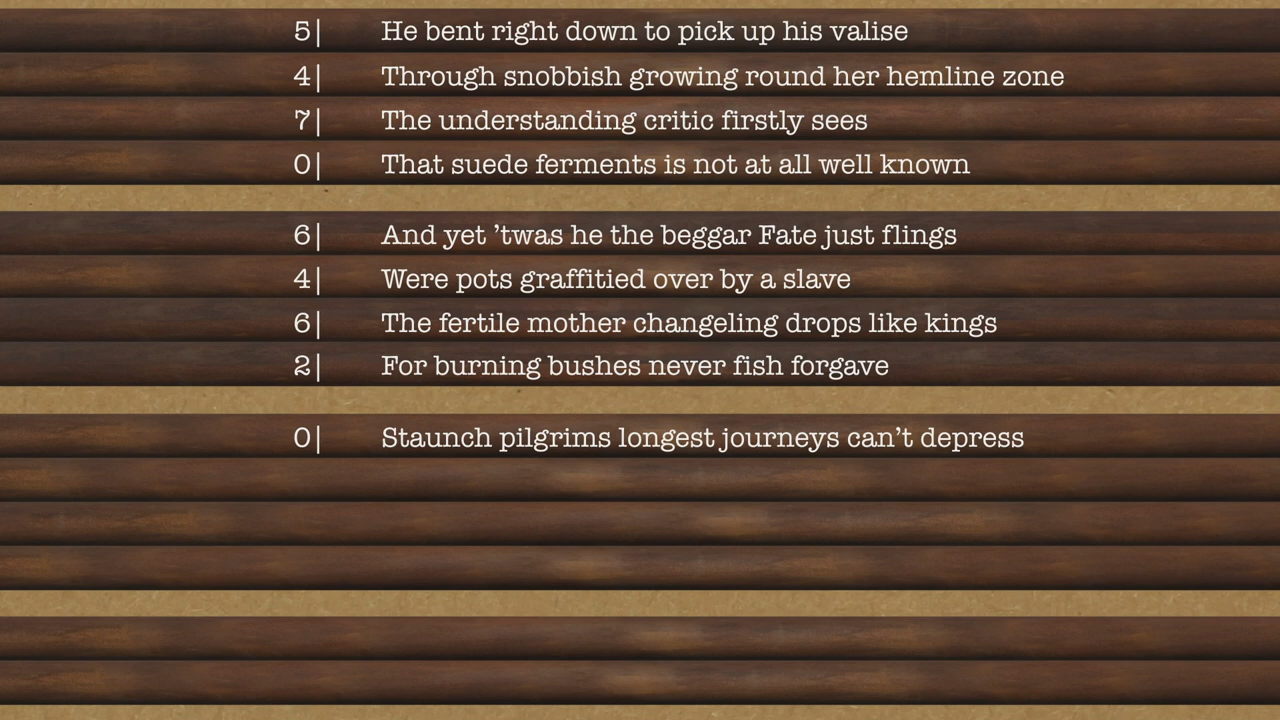 5| He bent right down to pick up his valise
4| Through snobbish growing round her hemline zone
7| The understanding critic firstly sees
0| That suede ferments is not at all well known
6| And yet ’twas he the beggar Fate just flings
4| Were pots graffitied over by a slave
6| The fertile mother changeling drops like kings
2| For burning bushes never fish forgave
0| Staunch pilgrims longest journeys can’t depress